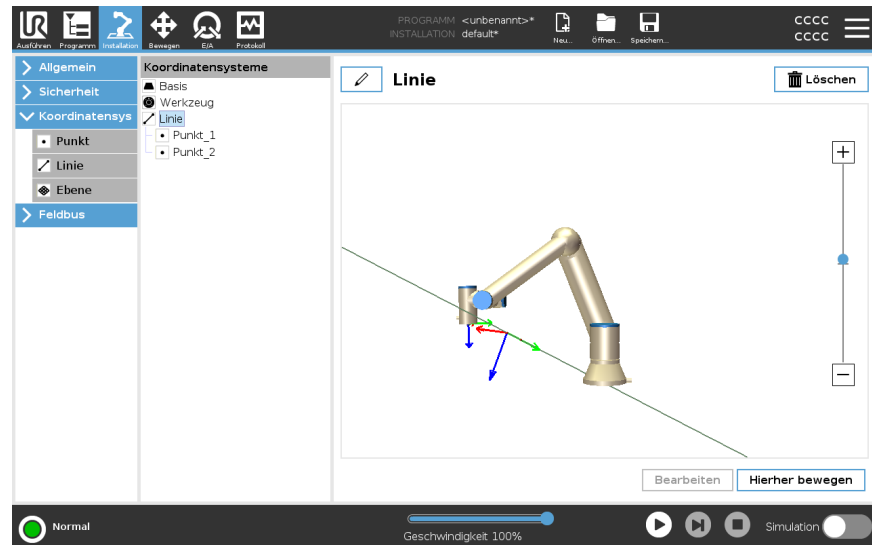 UR
PROGRAMM <unbenannt>*
INSTALLATION default*
Ausführen Programm Installation Bewegen E/A Protokoll
Neu... Öffnen... Speichern...
CCCC
CCCC
Allgemein
Sicherheit
Koordinatensys
Punkt
Linie
Ebene
Feldbus
Koordinatensysteme
Basis
Werkzeug
Linie
Punkt_1
Punkt_2
Linie
Löschen
+
−
Bearbeiten Hierher bewegen
Normal
Geschwindigkeit 100%
Simulation